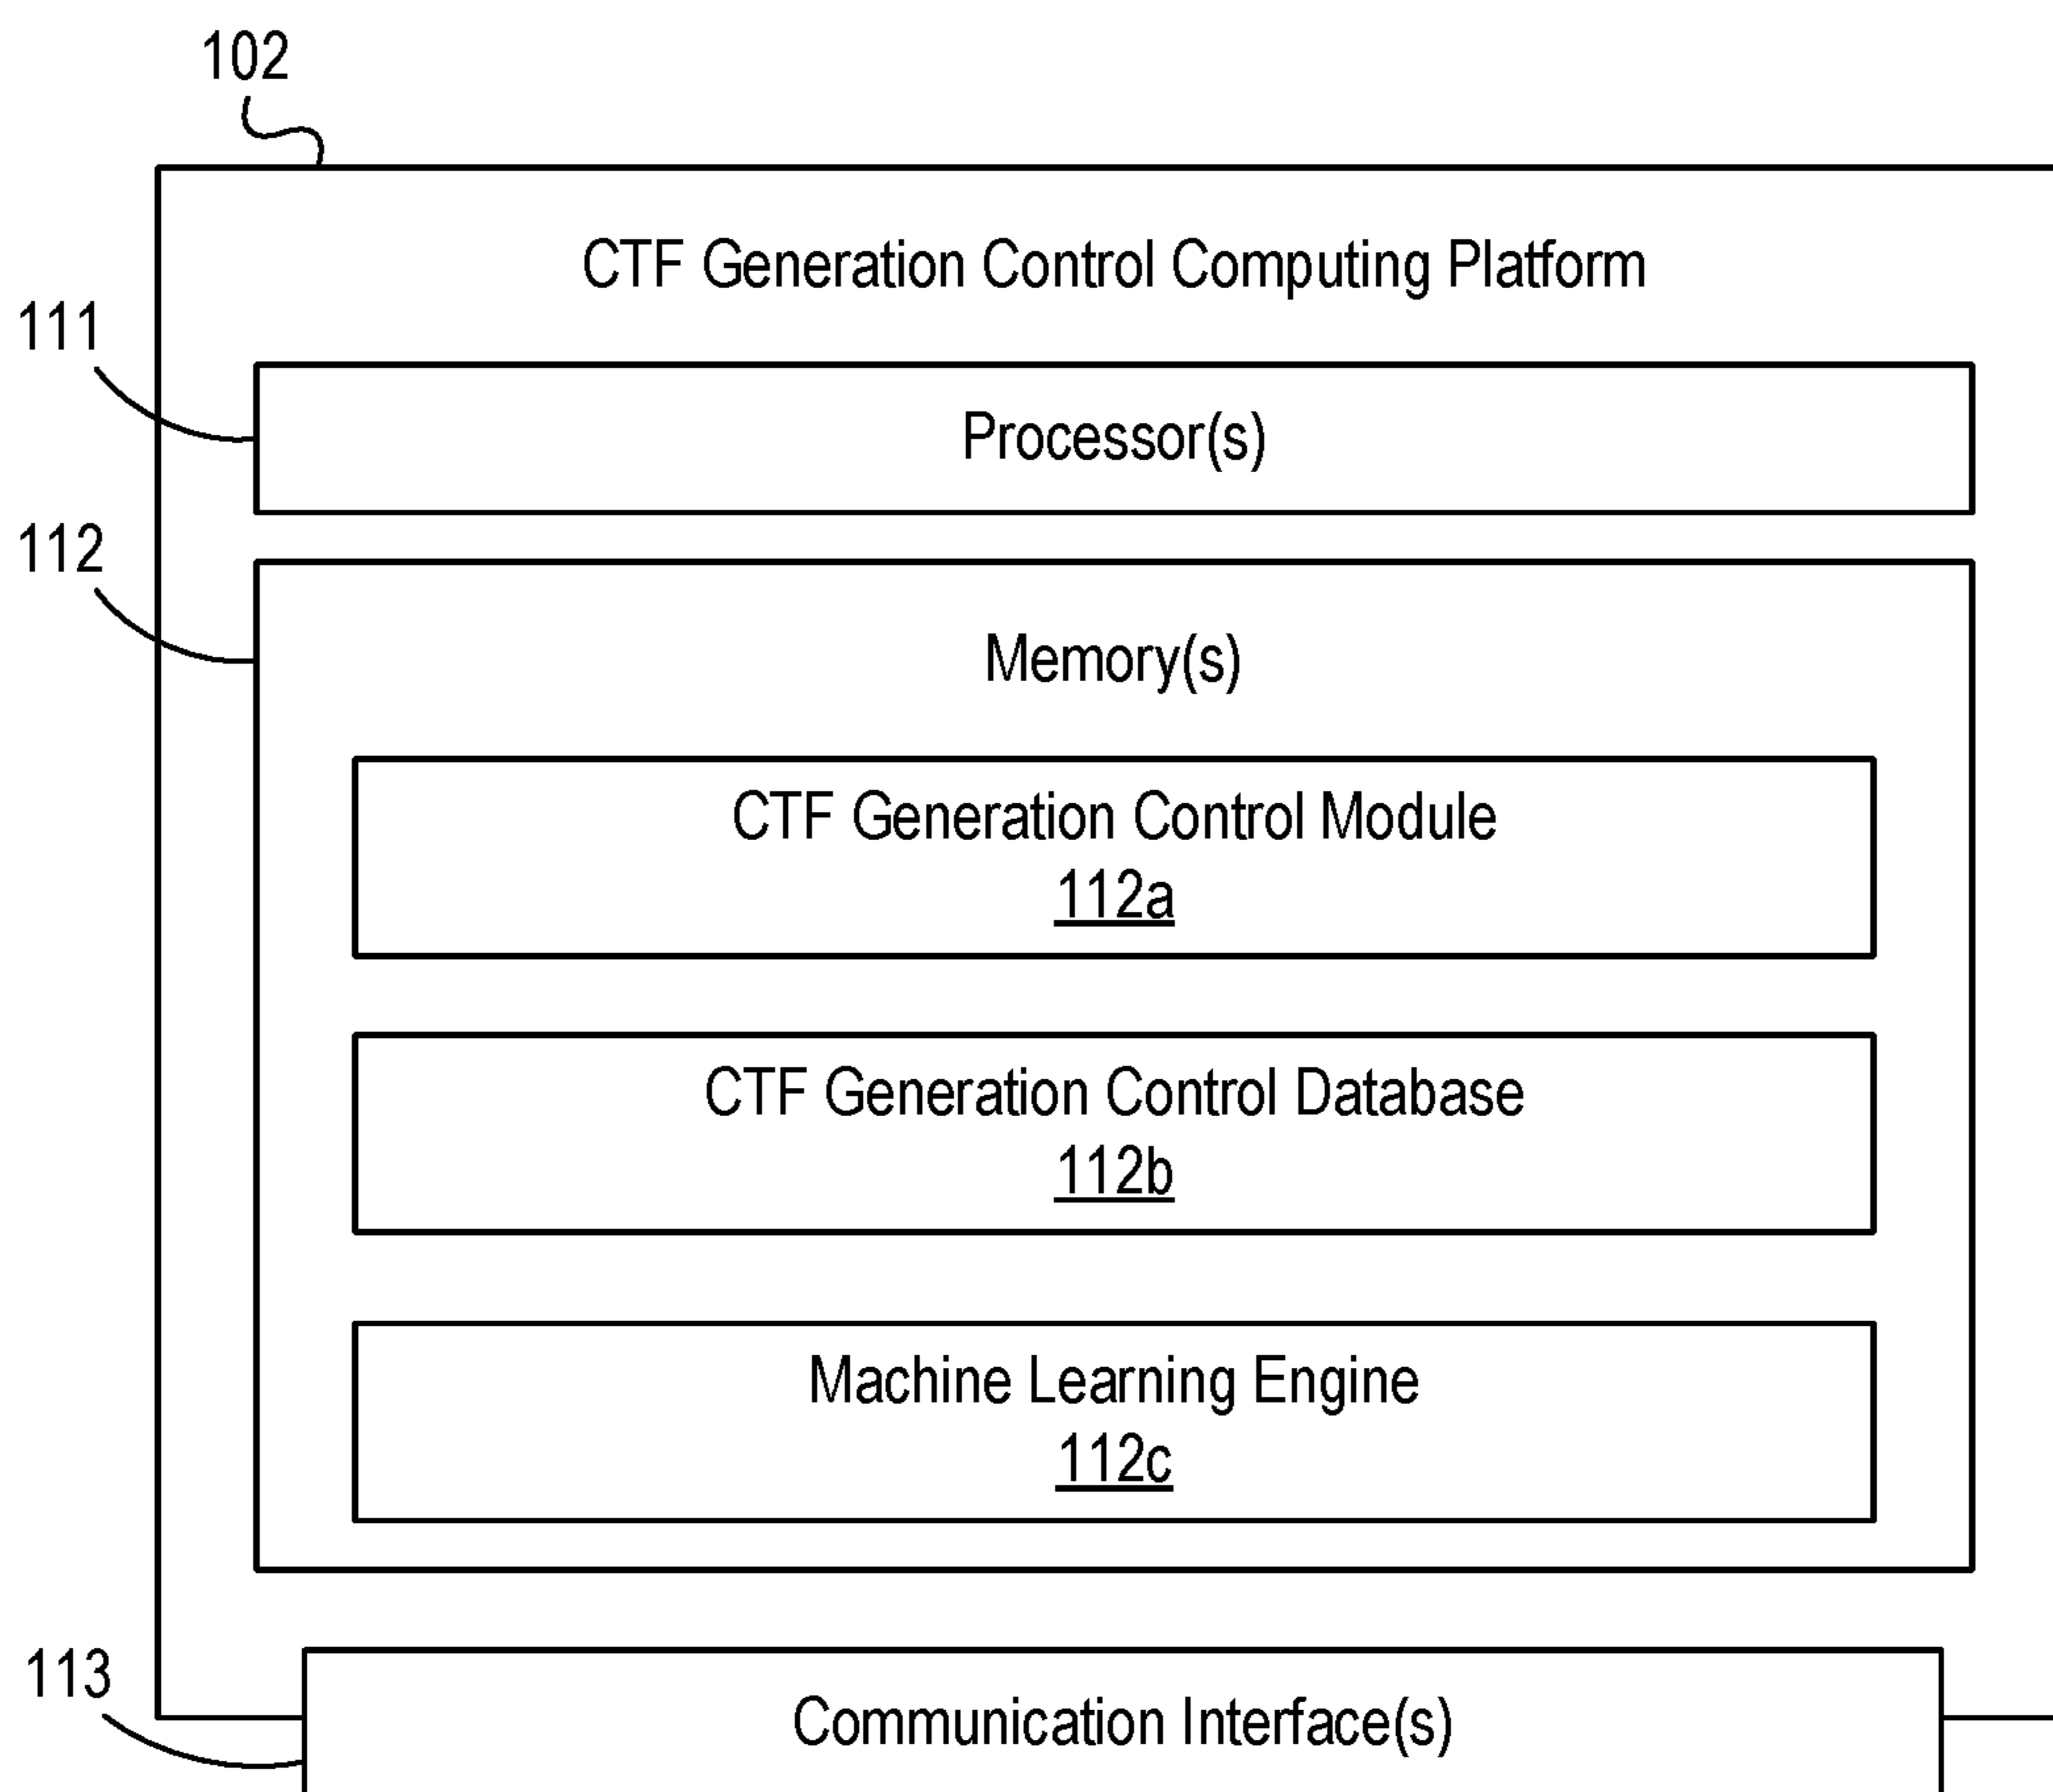 102
CTF Generation Control Computing Platform
111
Processor(s)
112
Memory(s)
CTF Generation Control Module
112a
CTF Generation Control Database
112b
Machine Learning Engine
112c
113
Communication Interface(s)